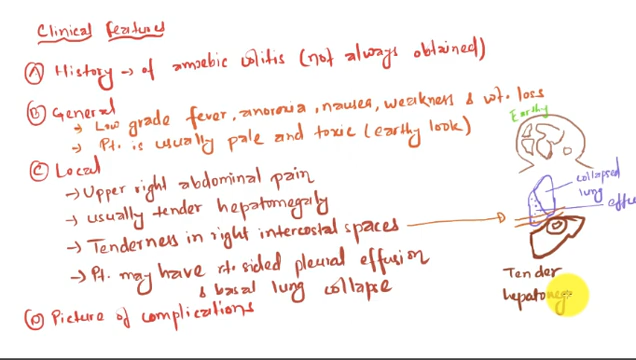 Clinical features
(A) History → of amoebic colitis (not always obtained)
(B) General
→ Low grade fever, anorexia, nausea, weakness & wt. loss
→ Pt. is usually pale and toxic (earthy look)
(C) Local
→ Upper right abdominal pain
→ usually tender hepatomegaly
→ Tenderness in right intercostal spaces
→ Pt. may have rt. sided pleural effusion
& basal lung collapse
(D) Picture of complications
Earthy
collapsed
lung
effu
Tender
hepatomeg